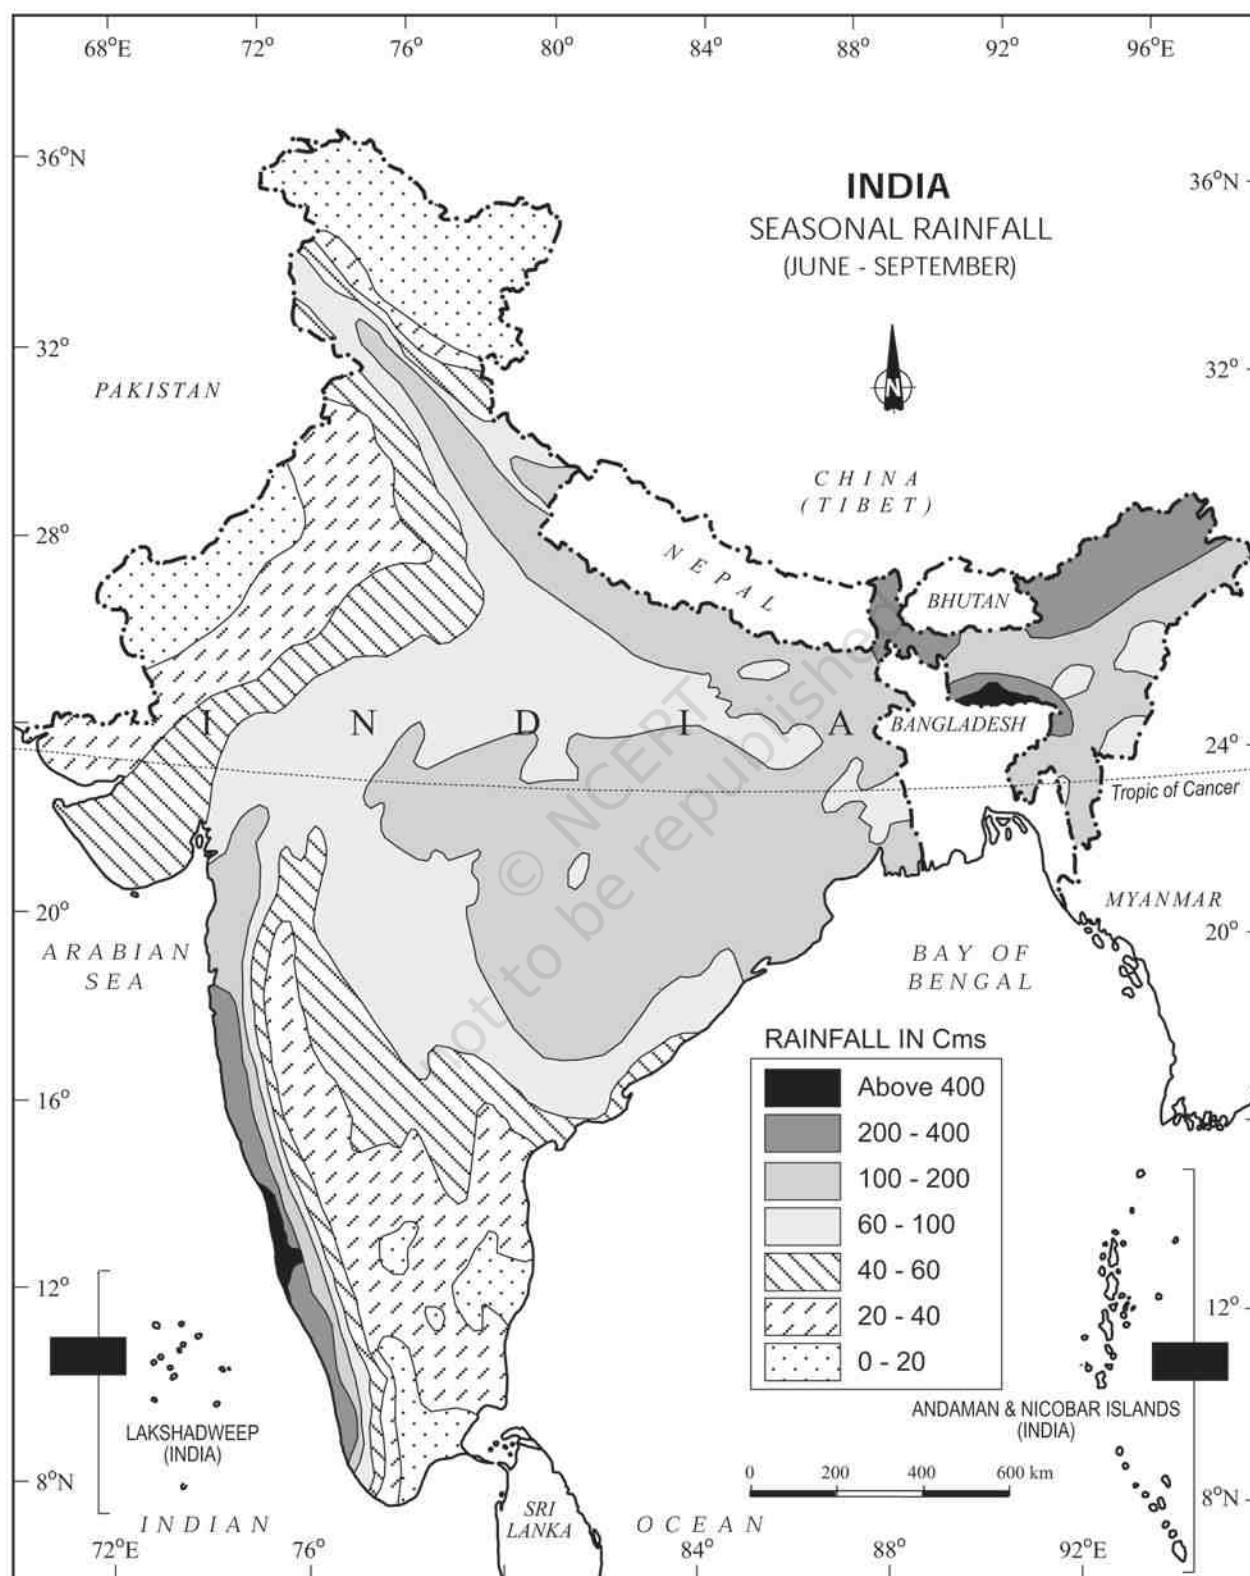 68°E 72° 76° 80° 84° 88° 92° 96°E
36°N
INDIA
SEASONAL RAINFALL
(JUNE - SEPTEMBER)
36°N
32°
32°
N
PAKISTAN
CHINA
(TIBET)
28°
NEPAL
BHUTAN
I N D I A
BANGLADESH
24°
Tropic of Cancer
© NCERT
not to be republished
MYANMAR
20°
20°
ARABIAN
SEA
BAY OF
BENGAL
RAINFALL IN Cms
Above 400
200 - 400
100 - 200
60 - 100
40 - 60
20 - 40
0 - 20
16°
12°
12°
LAKSHADWEEP
(INDIA)
ANDAMAN & NICOBAR ISLANDS
(INDIA)
0 200 400 600 km
8°N
8°N
SRI
LANKA
INDIAN OCEAN
72°E 76° 84° 88° 92°E